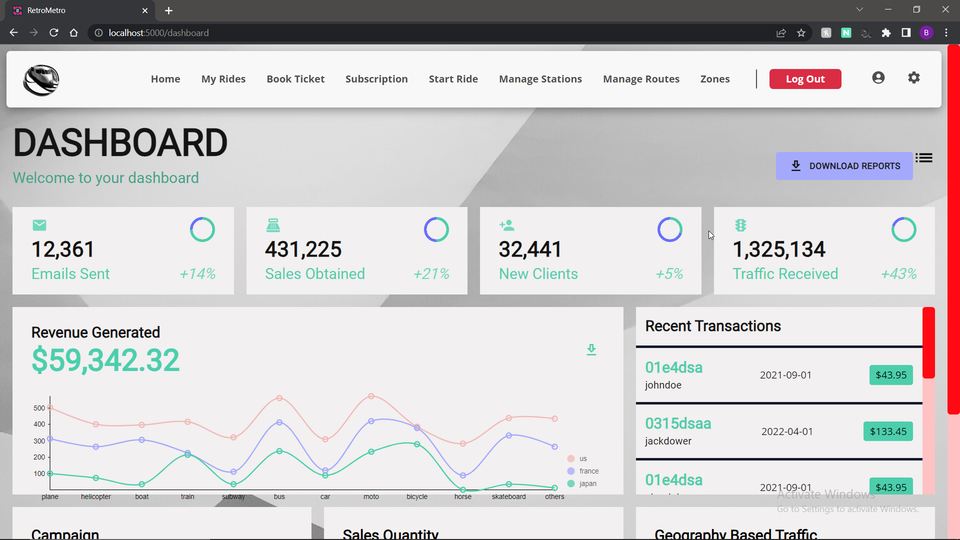 RetroMetro
localhost:5000/dashboard
B
Home My Rides Book Ticket Subscription Start Ride Manage Stations Manage Routes Zones Log Out
DASHBOARD
Welcome to your dashboard
DOWNLOAD REPORTS
12,361
Emails Sent +14%
431,225
Sales Obtained +21%
32,441
New Clients +5%
1,325,134
Traffic Received +43%
Revenue Generated
$59,342.32
500
400
300
200
100
plane helicopter boat train subway bus car moto bicycle horse skateboard others
us
france
japan
Recent Transactions
01e4dsa
johndoe
2021-09-01
$43.95
0315dsaa
jackdower
2022-04-01
$133.45
01e4dsa
2021-09-01
$43.95
Activate Windows
Go to Settings to activate Windows.
Campaign
Sales Quantity
Geography Based Traffic